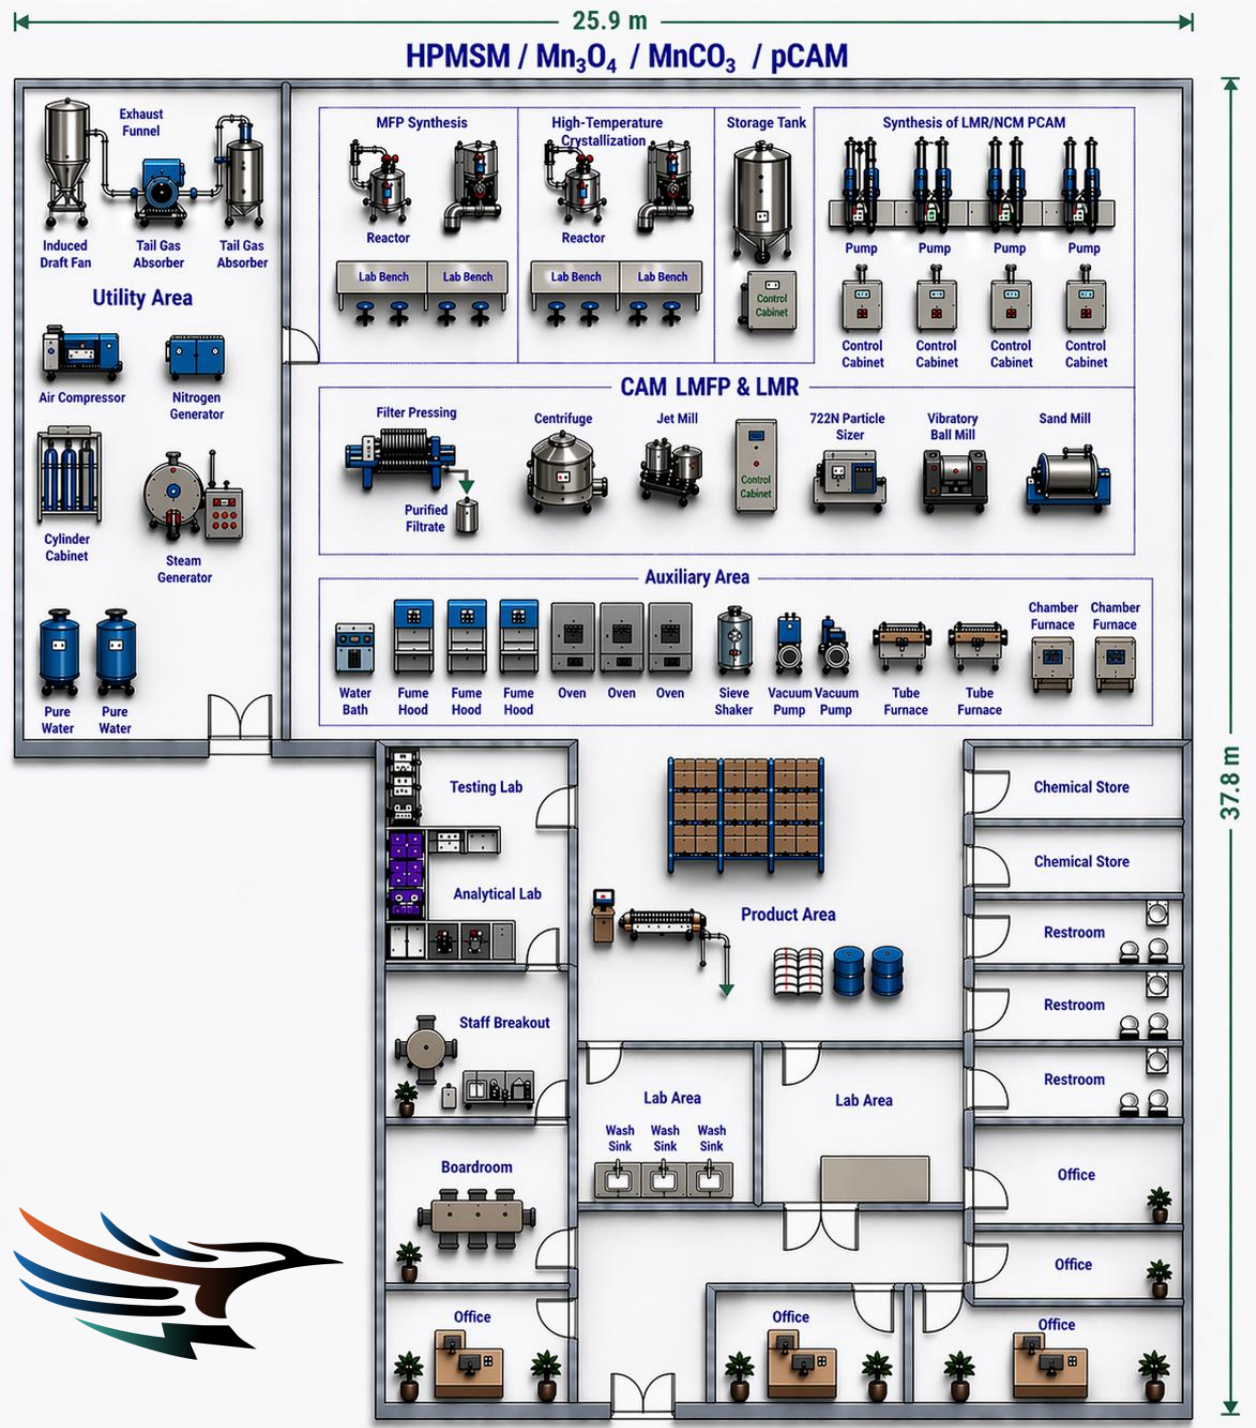 25.9 m
HPMSM / Mn₃O₄ / MnCO₃ / pCAM
Exhaust
Funnel
Induced
Draft Fan
Tail Gas
Absorber
Tail Gas
Absorber
Utility Area
Air Compressor
Nitrogen
Generator
Cylinder
Cabinet
Steam
Generator
Pure
Water
Pure
Water
MFP Synthesis
Reactor
Lab Bench
Lab Bench
High-Temperature
Crystallization
Reactor
Lab Bench
Lab Bench
Storage Tank
Control
Cabinet
Synthesis of LMR/NCM PCAM
Pump
Pump
Pump
Pump
Control
Cabinet
Control
Cabinet
Control
Cabinet
Control
Cabinet
CAM LMFP & LMR
Filter Pressing
Purified
Filtrate
Centrifuge
Jet Mill
Control
Cabinet
722N Particle
Sizer
Vibratory
Ball Mill
Sand Mill
Auxiliary Area
Water
Bath
Fume
Hood
Fume
Hood
Fume
Hood
Oven
Oven
Oven
Sieve
Shaker
Vacuum
Pump
Vacuum
Pump
Tube
Furnace
Tube
Furnace
Chamber
Furnace
Chamber
Furnace
37.8 m
Testing Lab
Analytical Lab
Staff Breakout
Boardroom
Office
Product Area
Lab Area
Wash
Sink
Wash
Sink
Wash
Sink
Lab Area
Office
Chemical Store
Chemical Store
Restroom
Restroom
Restroom
Office
Office
Office